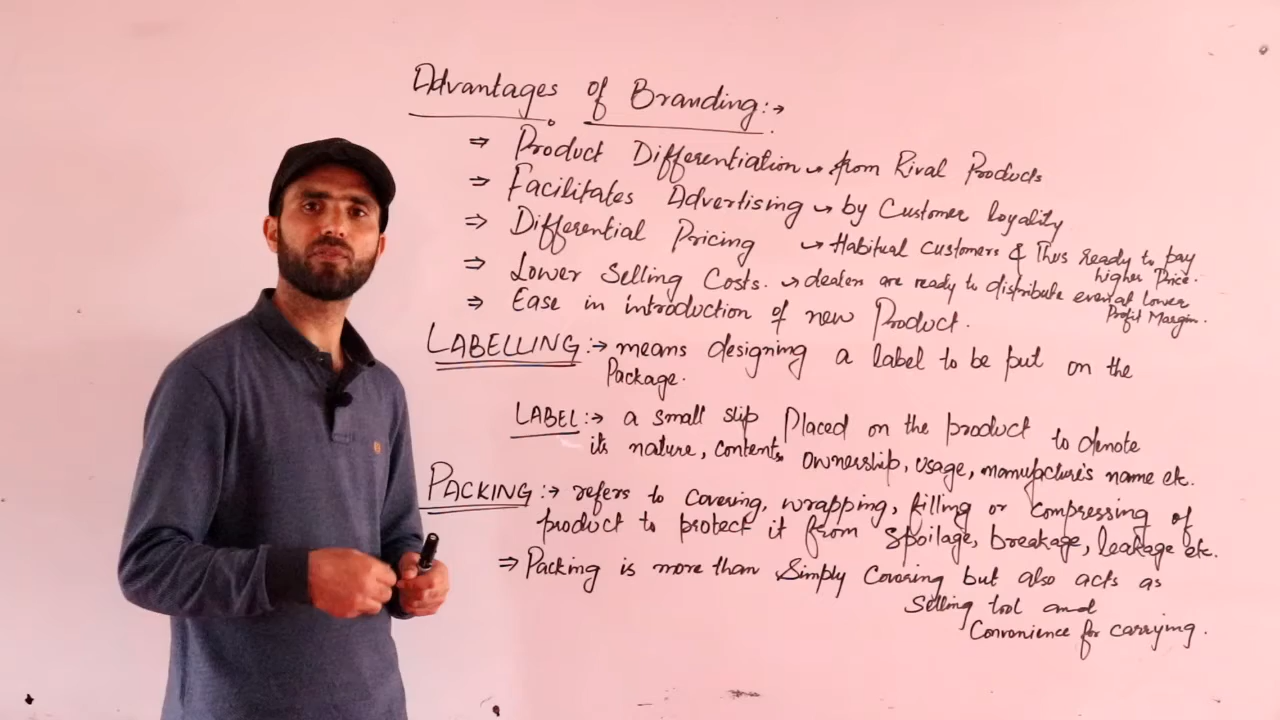 Advantages of Branding:→
⇒ Product Differentiation → from Rival Products
⇒ Facilitates Advertising → by Customer loyality
⇒ Differential Pricing → Habitual customers & Thus ready to pay
higher Price.
⇒ Lower Selling Costs. → dealers are ready to distribute even at lower
Profit Margin.
⇒ Ease in introduction of new Product.
LABELLING:→ means designing a label to be put on the
Package.
LABEL:→ a small slip Placed on the product to denote
its nature, contents, ownership, usage, manufacture's name etc.
PACKING:→ refers to covering, wrapping, filling or compressing of
product to protect it from spoilage, breakage, leakage etc.
⇒ Packing is more than Simply Covering but also acts as
Selling tool and
Convenience for carrying.